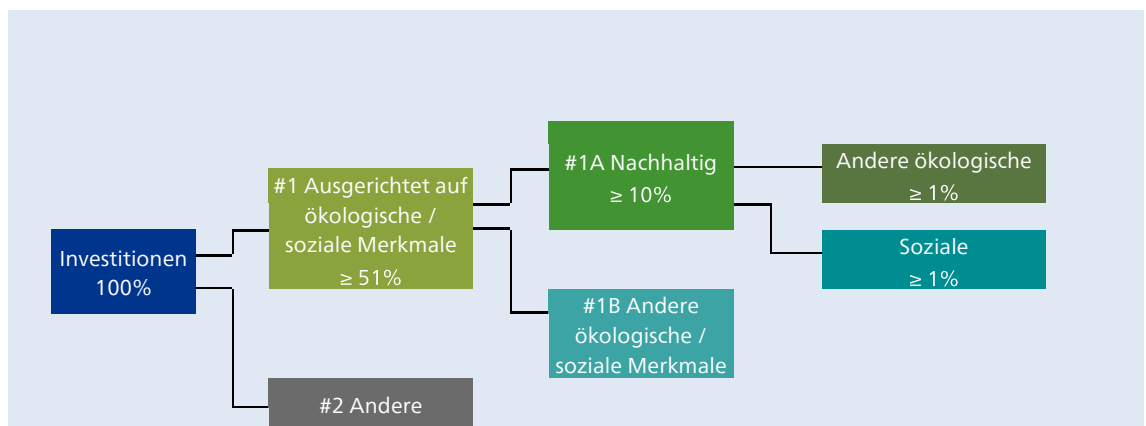 Investitionen
100%
#1 Ausgerichtet auf
ökologische /
soziale Merkmale
≥ 51%
#2 Andere
#1A Nachhaltig
≥ 10%
#1B Andere
ökologische /
soziale Merkmale
Andere ökologische
≥ 1%
Soziale
≥ 1%